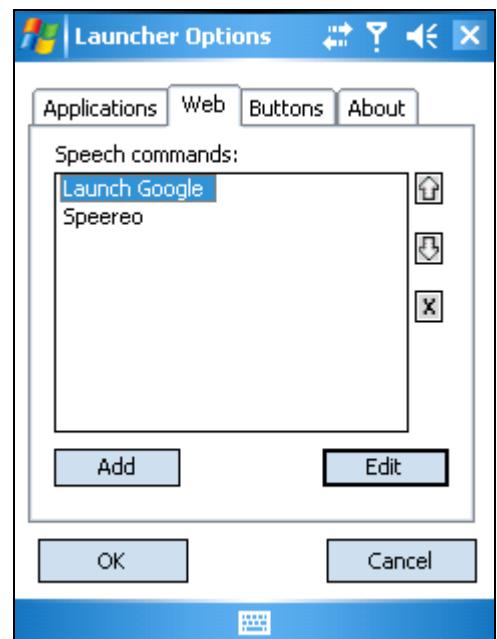 Launcher Options
Applications Web Buttons About
Speech commands:
Launch Google
Speereo
X
Add Edit
OK Cancel